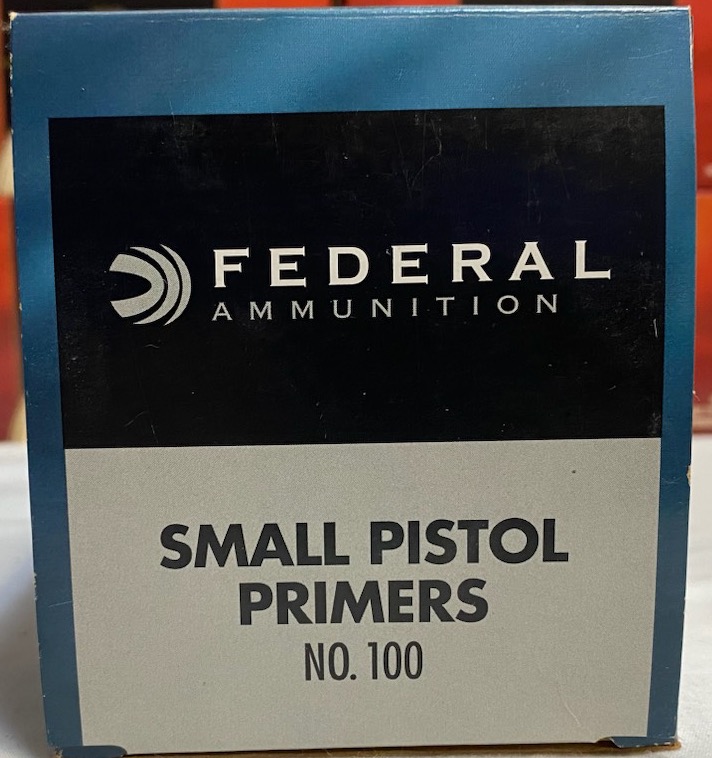 FEDERAL
AMMUNITION
SMALL PISTOL
PRIMERS
NO. 100